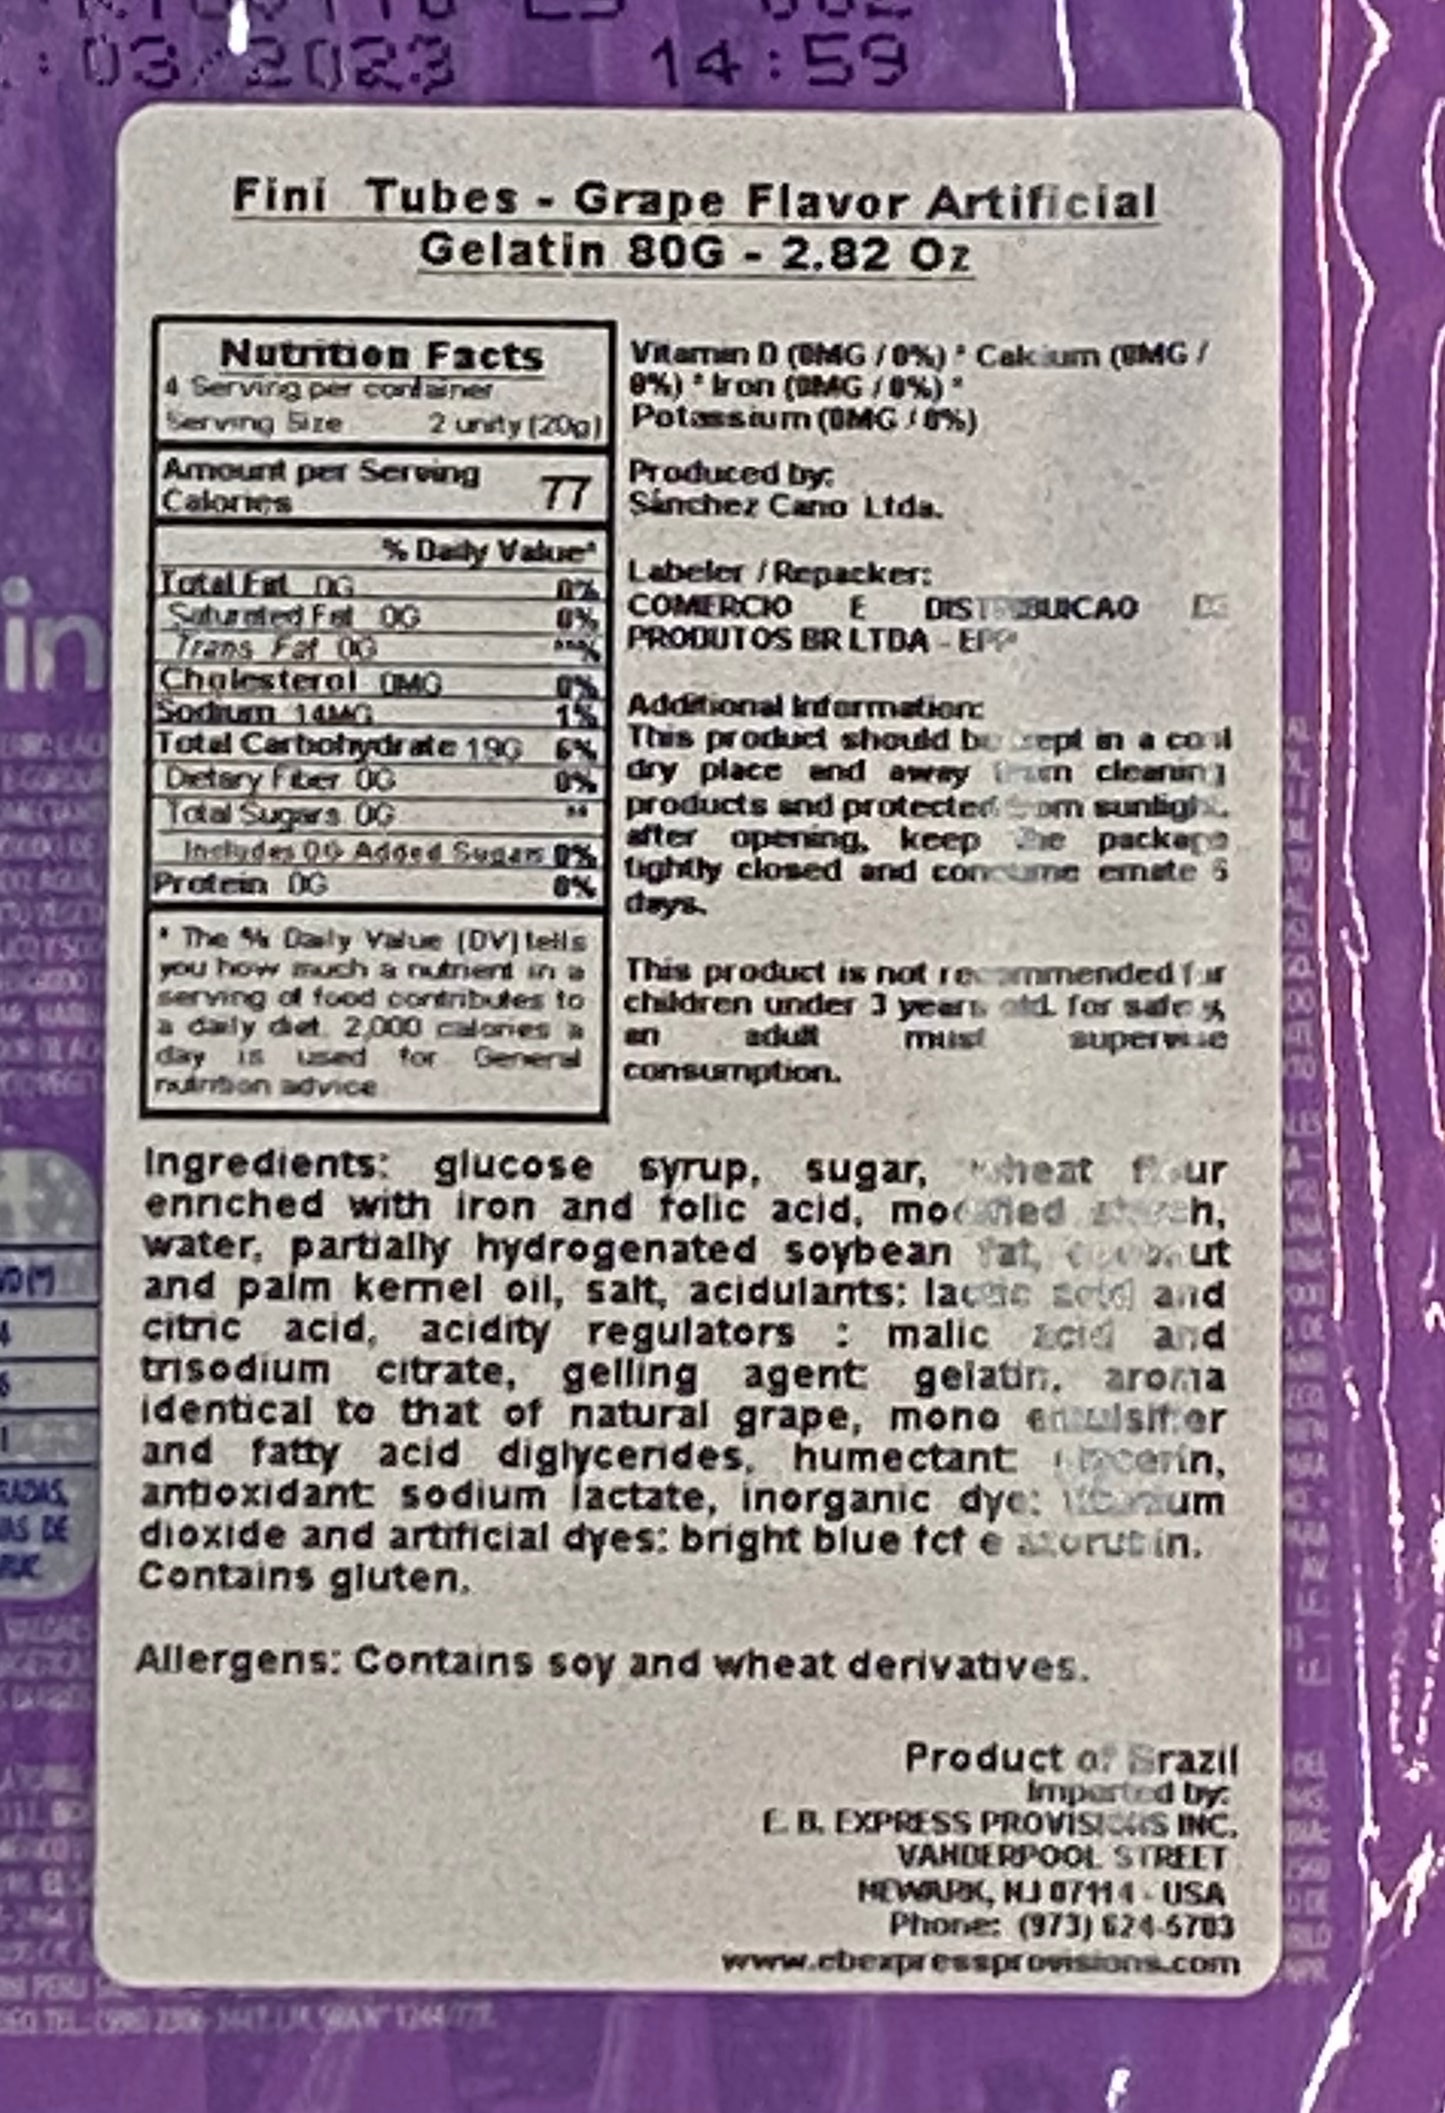 : 03/2023 14:59
Fini Tubes - Grape Flavor Artificial
Gelatin 80G - 2.82 Oz
Nutrition Facts
4 Serving per container
Serving Size 2 unity (20g)
Amount per Serving
Calories 77
% Daily Value*
Total Fat 0G 0%
Saturated Fat 0G 0%
Trans Fat 0G **%
Cholesterol 0MG 0%
Sodium 14MG 1%
Total Carbohydrate 19G 6%
Dietary Fiber 0G 0%
Total Sugars 0G **
Includes 0G Added Sugars 0%
Protein 0G 0%
* The % Daily Value (DV) tells
you how much a nutrient in a
serving of food contributes to
a daily diet. 2,000 calories a
day is used for General
nutrition advice
Vitamin D (0MG / 0%) * Calcium (0MG /
0%) * Iron (0MG / 0%) *
Potassium (0MG / 0%)
Produced by:
Sánchez Cano Ltda.
Labeler / Repacker:
COMERCIO E DISTRIBUICAO DE
PRODUTOS BR LTDA - EPP
Additional Information:
This product should be kept in a cool
dry place and away from cleaning
products and protected from sunlight.
after opening, keep the package
tightly closed and consume emate 5
days.
This product is not recommended for
children under 3 years old. for safety,
an adult must supervise
consumption.
Ingredients: glucose syrup, sugar, wheat flour
enriched with iron and folic acid, modified starch,
water, partially hydrogenated soybean fat, coconut
and palm kernel oil, salt, acidulants: lactic acid and
citric acid, acidity regulators : malic acid and
trisodium citrate, gelling agent: gelatin, aroma
identical to that of natural grape, mono emulsifier
and fatty acid diglycerides, humectant: glycerin,
antioxidant: sodium lactate, inorganic dye: titanium
dioxide and artificial dyes: bright blue fcf e azorubin.
Contains gluten.
Allergens: Contains soy and wheat derivatives.
Product of Brazil
Imported by:
E. B. EXPRESS PROVISIONS INC.
VANDERPOOL STREET
NEWARK, NJ 07114 - USA
Phone: (973) 624-5703
www.ebexpressprovisions.com